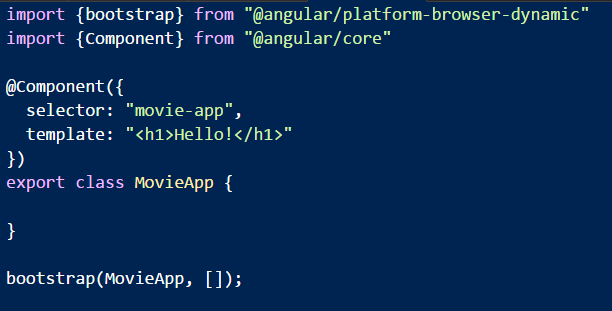 import {bootstrap} from "@angular/platform-browser-dynamic"
import {Component} from "@angular/core"
@Component({
  selector: "movie-app",
  template: "<h1>Hello!</h1>"
})
export class MovieApp {
}
bootstrap(MovieApp, []);